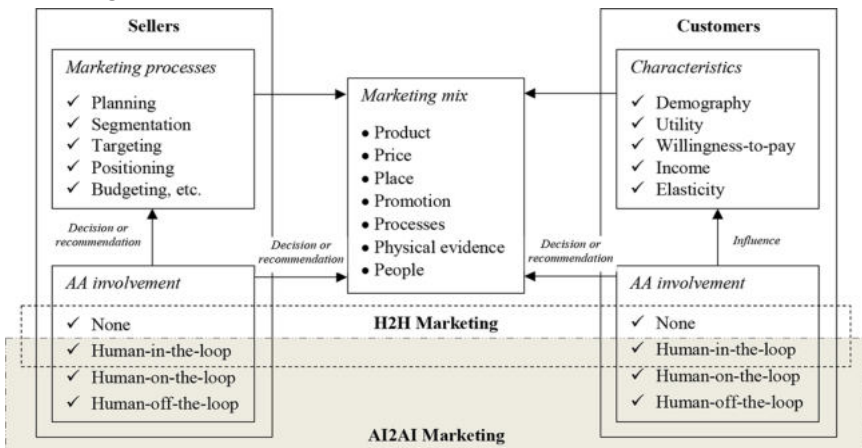 Sellers
Marketing processes
✓ Planning
✓ Segmentation
✓ Targeting
✓ Positioning
✓ Budgeting, etc.
Decision or
recommendation
AA involvement
✓ None
✓ Human-in-the-loop
✓ Human-on-the-loop
✓ Human-off-the-loop
Marketing mix
• Product
• Price
• Place
• Promotion
• Processes
• Physical evidence
• People
Decision or
recommendation
Decision or
recommendation
H2H Marketing
AI2AI Marketing
Customers
Characteristics
✓ Demography
✓ Utility
✓ Willingness-to-pay
✓ Income
✓ Elasticity
Influence
AA involvement
✓ None
✓ Human-in-the-loop
✓ Human-on-the-loop
✓ Human-off-the-loop